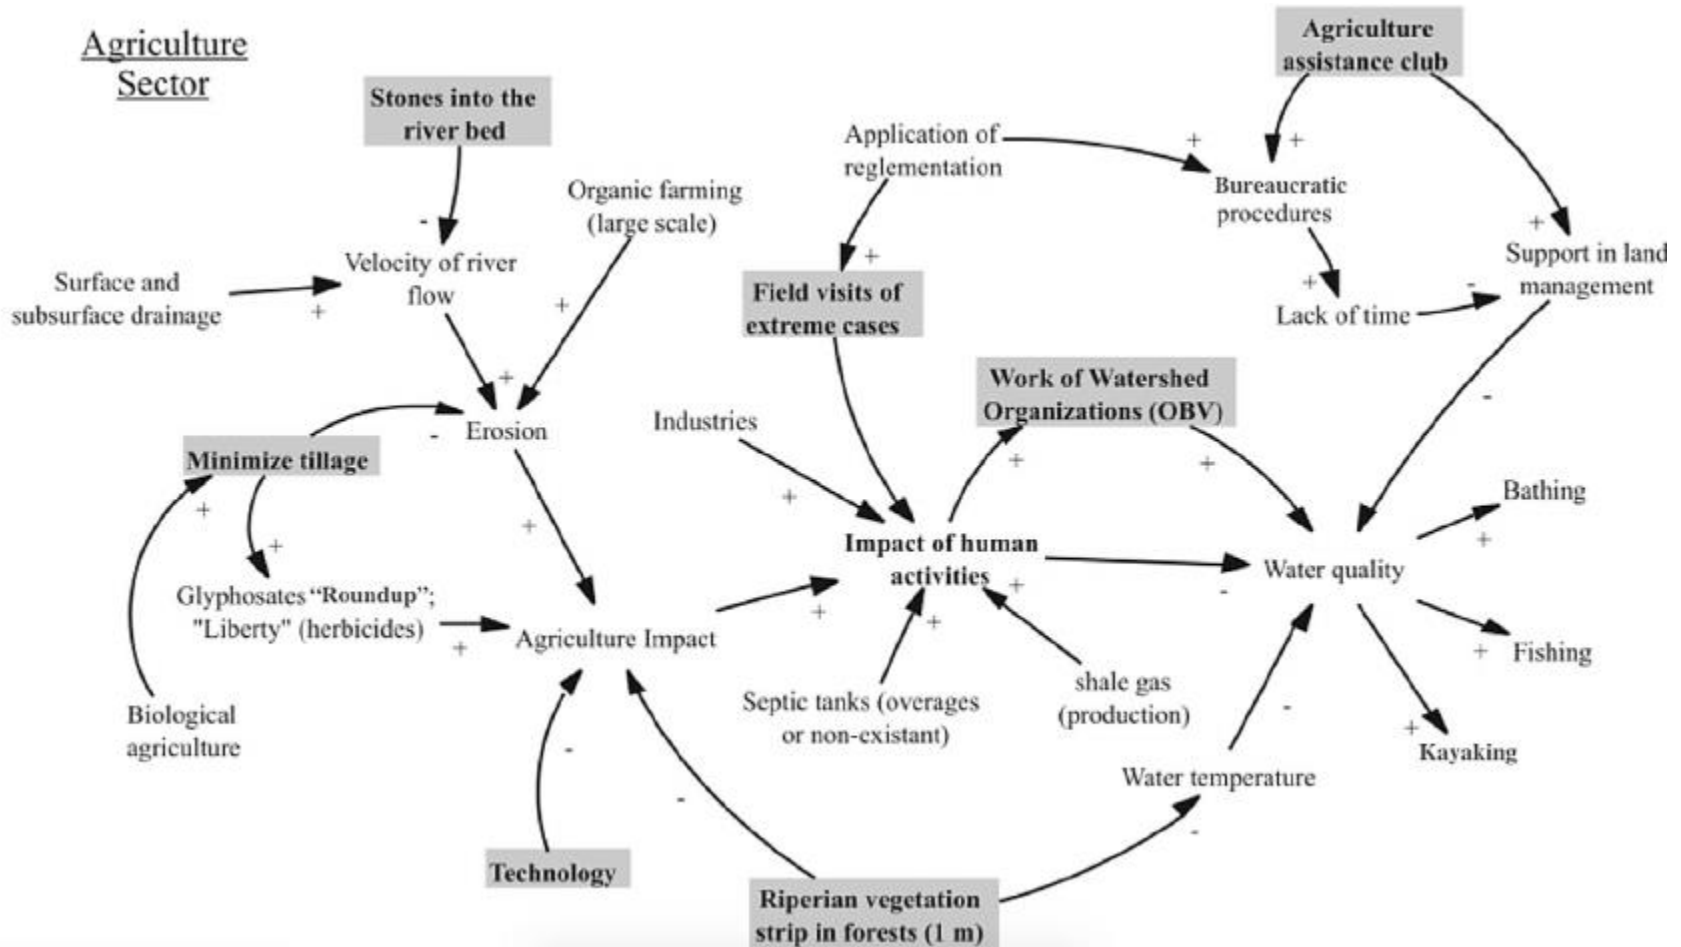 Agriculture
Sector
Stones into the
river bed
Agriculture
assistance club
Application of
reglementation
Organic farming
(large scale)
Bureaucratic
procedures
Velocity of river
flow
Surface and
subsurface drainage
Support in land
management
Field visits of
extreme cases
Lack of time
Work of Watershed
Organizations (OBV)
Industries
Erosion
Minimize tillage
Bathing
Impact of human
activities
Water quality
Glyphosates “Roundup”;
"Liberty" (herbicides)
Agriculture Impact
Fishing
Septic tanks (overages
or non-existant)
shale gas
(production)
Biological
agriculture
Kayaking
Water temperature
Technology
Riperian vegetation
strip in forests (1 m)
-
+
+
+
-
+
+
+
+
-
+
+
+
+
+
+
+
-
-
+
+
+
+
+
+
-
-
-
-
+
+
+
-